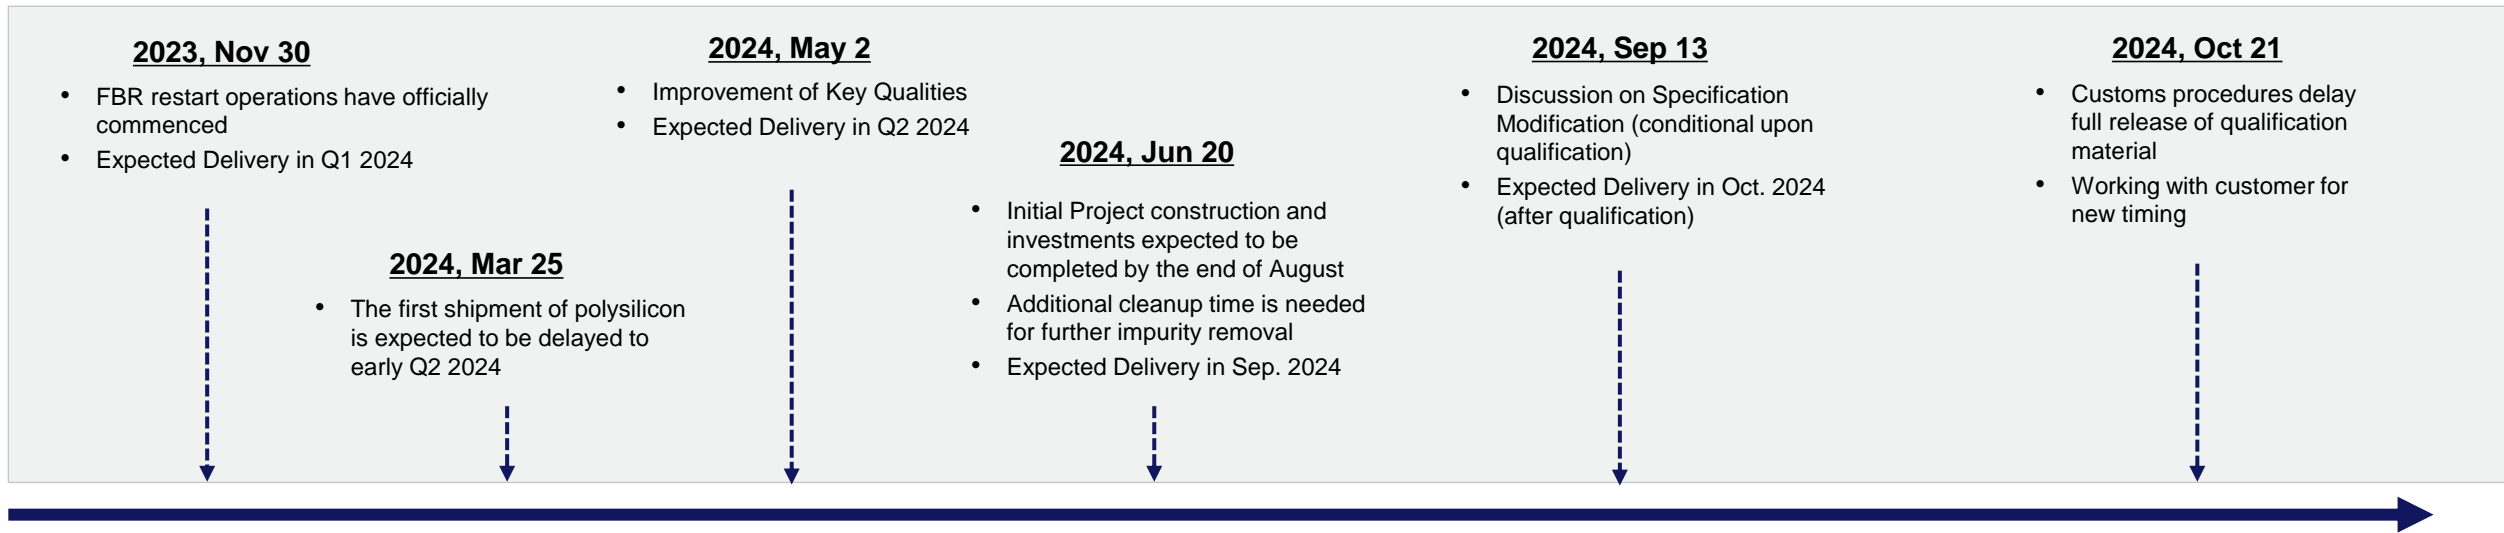 2023, Nov 30
• FBR restart operations have officially
commenced
• Expected Delivery in Q1 2024
2024, Mar 25
• The first shipment of polysilicon
is expected to be delayed to
early Q2 2024
2024, May 2
• Improvement of Key Qualities
• Expected Delivery in Q2 2024
2024, Jun 20
• Initial Project construction and
investments expected to be
completed by the end of August
• Additional cleanup time is needed
for further impurity removal
• Expected Delivery in Sep. 2024
2024, Sep 13
• Discussion on Specification
Modification (conditional upon
qualification)
• Expected Delivery in Oct. 2024
(after qualification)
2024, Oct 21
• Customs procedures delay
full release of qualification
material
• Working with customer for
new timing